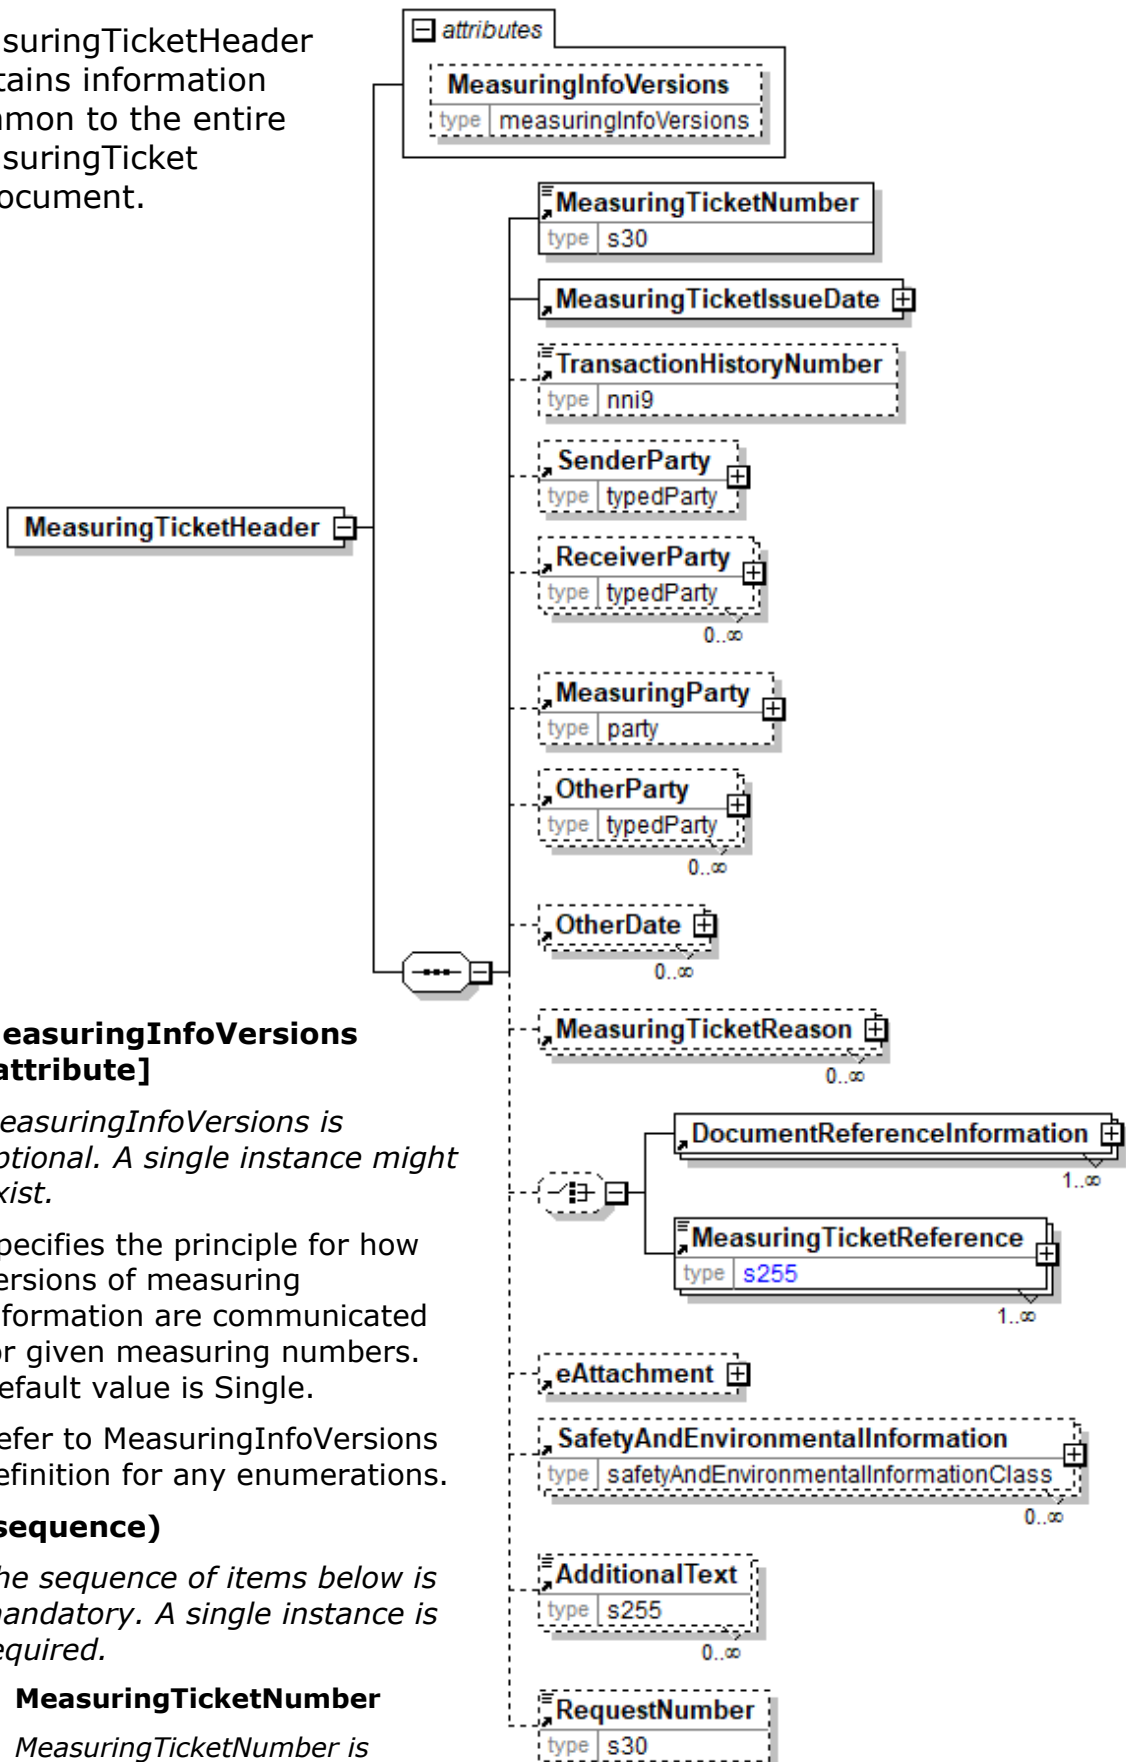 suringTicketHeader
tains information
mon to the entire
suringTicket
ocument.
attributes
MeasuringInfoVersions
type measuringInfoVersions
MeasuringTicketNumber
type s30
MeasuringTicketIssueDate
TransactionHistoryNumber
type nni9
SenderParty
type typedParty
MeasuringTicketHeader
ReceiverParty
type typedParty
0..∞
MeasuringParty
type party
OtherParty
type typedParty
0..∞
OtherDate
0..∞
MeasuringTicketReason
0..∞
DocumentReferenceInformation
1..∞
MeasuringTicketReference
type s255
1..∞
eAttachment
SafetyAndEnvironmentalInformation
type safetyAndEnvironmentalInformationClass
0..∞
AdditionalText
type s255
0..∞
RequestNumber
type s30
easuringInfoVersions
attribute]
easuringInfoVersions is
ptional. A single instance might
xist.
pecifies the principle for how
ersions of measuring
formation are communicated
or given measuring numbers.
efault value is Single.
efer to MeasuringInfoVersions
efinition for any enumerations.
sequence)
he sequence of items below is
andatory. A single instance is
equired.
MeasuringTicketNumber
MeasuringTicketNumber is